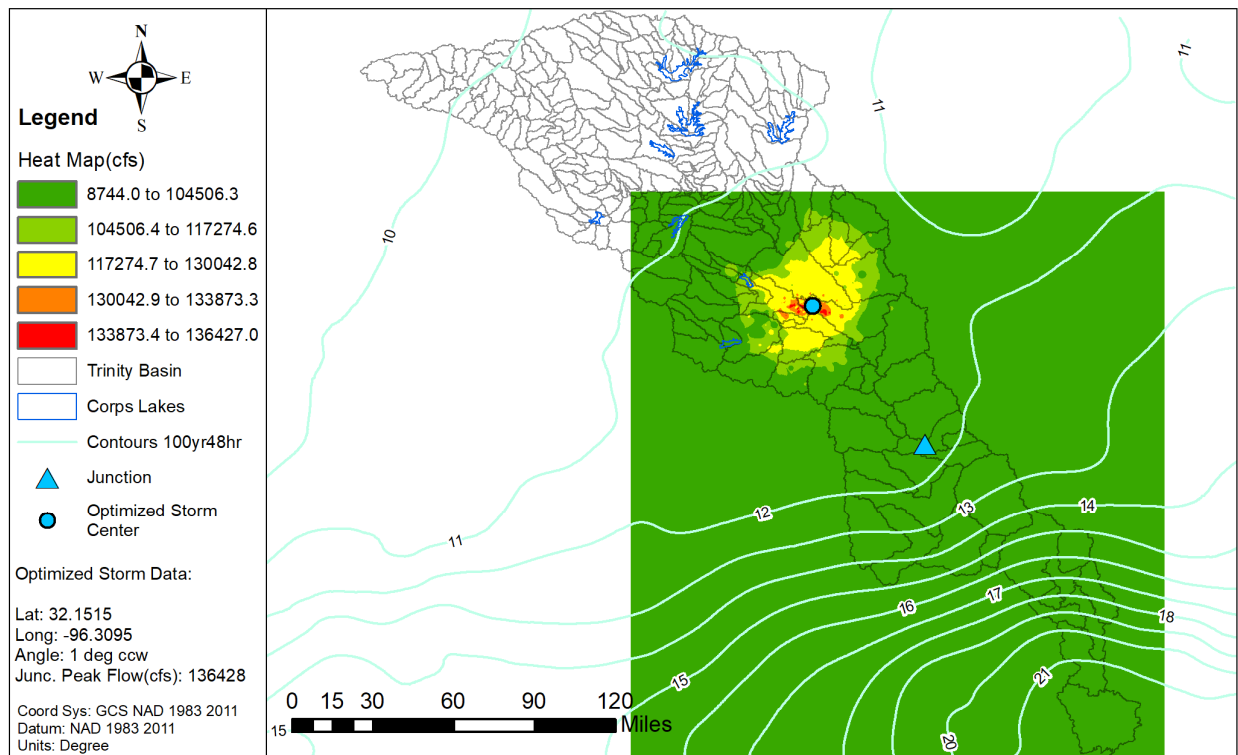 N
W E
S
Legend
Heat Map(cfs)
8744.0 to 104506.3
104506.4 to 117274.6
117274.7 to 130042.8
130042.9 to 133873.3
133873.4 to 136427.0
Trinity Basin
Corps Lakes
Contours 100yr48hr
Junction
Optimized Storm
Center
Optimized Storm Data:
Lat: 32.1515
Long: -96.3095
Angle: 1 deg ccw
Junc. Peak Flow(cfs): 136428
Coord Sys: GCS NAD 1983 2011
Datum: NAD 1983 2011
Units: Degree
11
11
10
12
13
14
11
16
17
18
15
21
20
15
0 15 30 60 90 120
Miles